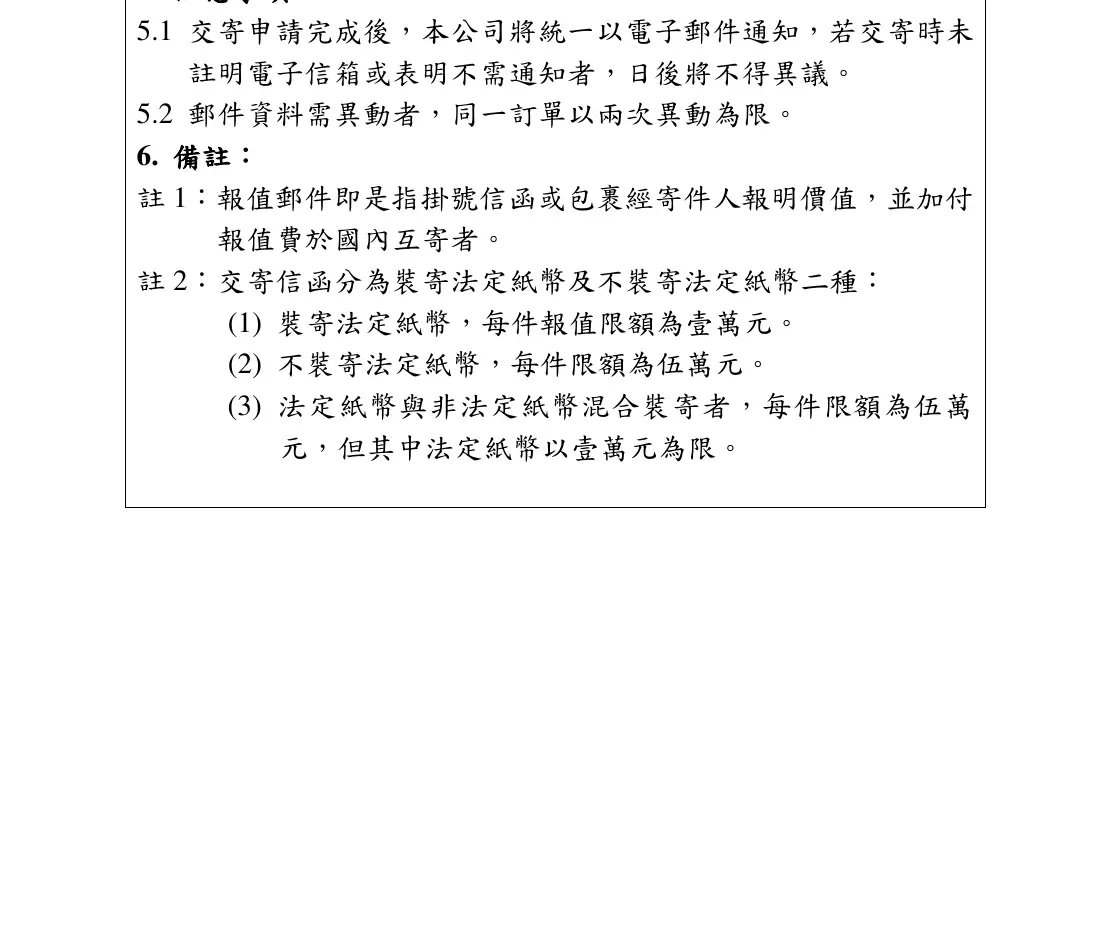 5.1 交寄申請完成後，本公司將統一以電子郵件通知，若交寄時未
註明電子信箱或表明不需通知者，日後將不得異議。
5.2 郵件資料需異動者，同一訂單以兩次異動為限。
6. 備註：
註 1：報值郵件即是指掛號信函或包裹經寄件人報明價值，並加付
報值費於國內互寄者。
註 2：交寄信函分為裝寄法定紙幣及不裝寄法定紙幣二種：
(1) 裝寄法定紙幣，每件報值限額為壹萬元。
(2) 不裝寄法定紙幣，每件限額為伍萬元。
(3) 法定紙幣與非法定紙幣混合裝寄者，每件限額為伍萬
元，但其中法定紙幣以壹萬元為限。